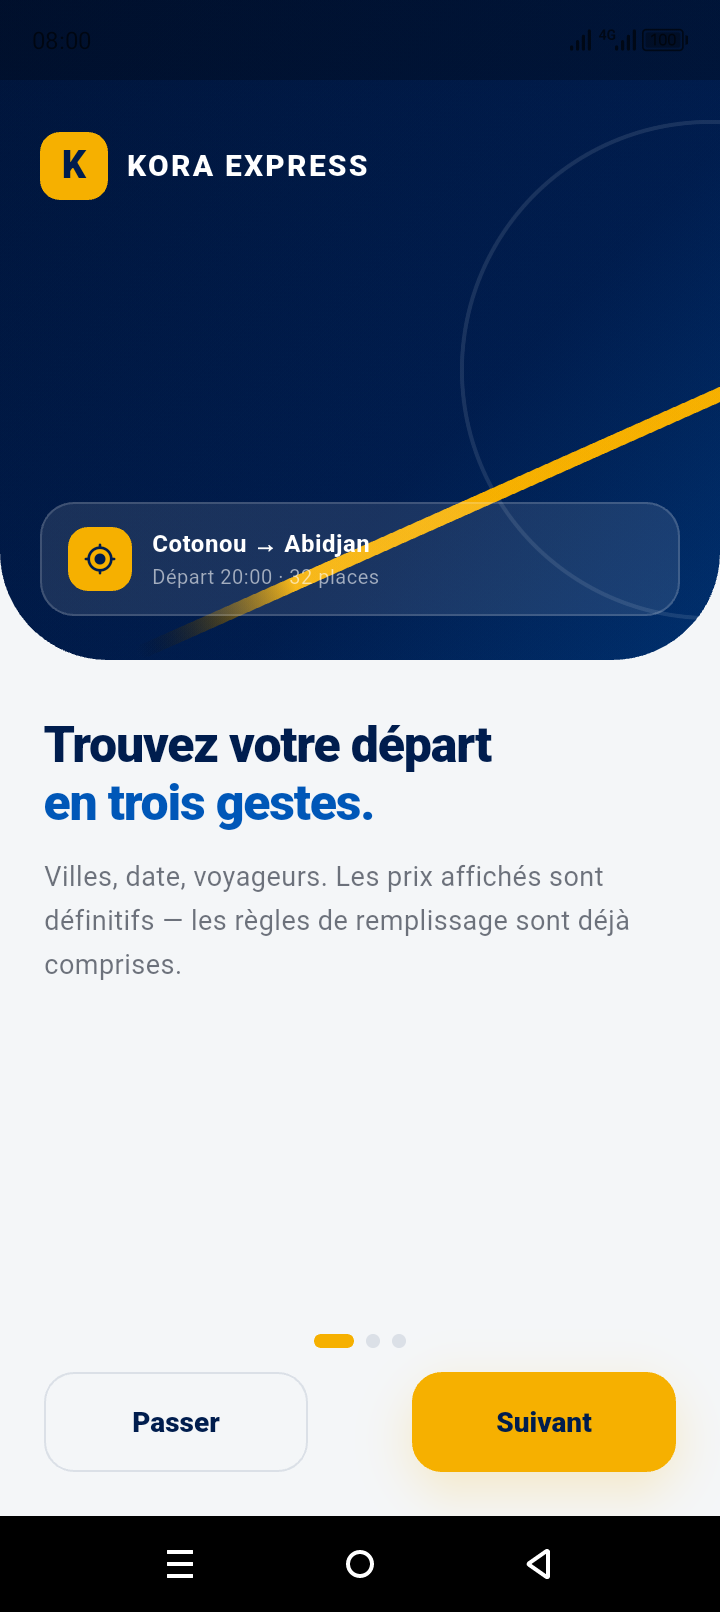 08:00
4G 100
K KORA EXPRESS
Cotonou → Abidjan
Départ 20:00 · 32 places
Trouvez votre départ
en trois gestes.
Villes, date, voyageurs. Les prix affichés sont
définitifs — les règles de remplissage sont déjà
comprises.
Passer
Suivant